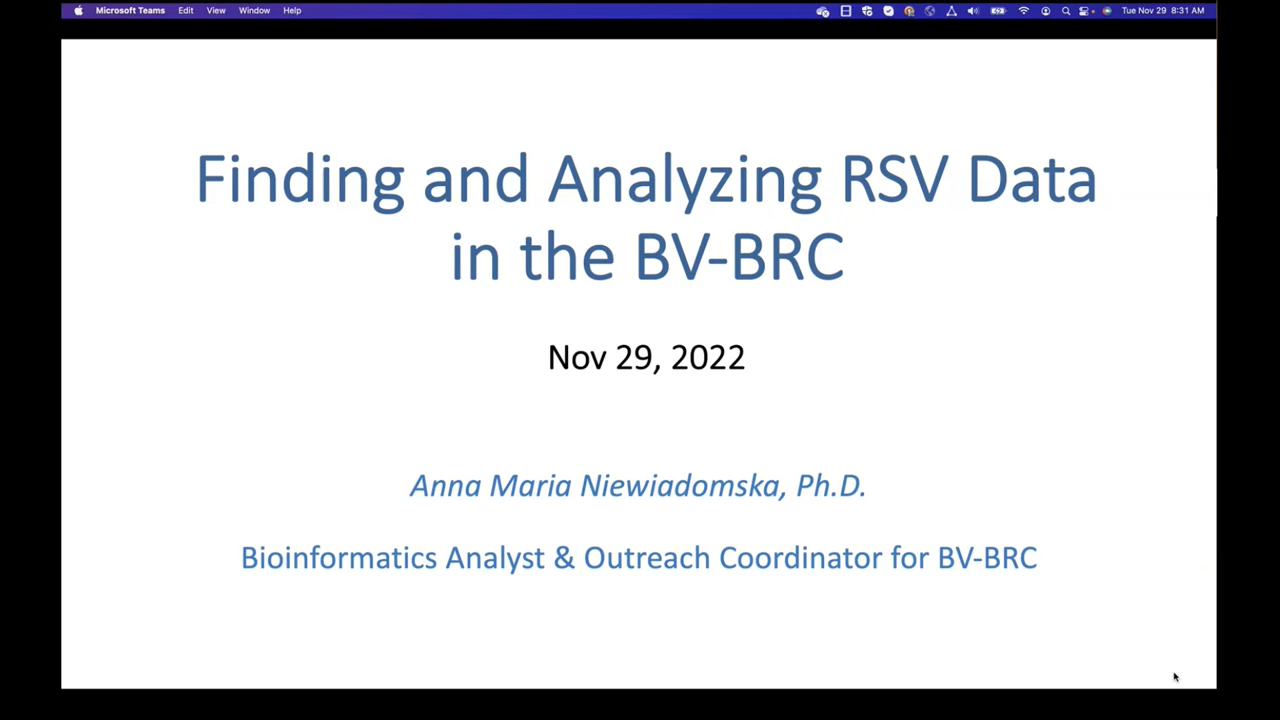 Microsoft Teams Edit View Window Help Tue Nov 29 8:31 AM
Finding and Analyzing RSV Data
in the BV-BRC
Nov 29, 2022
Anna Maria Niewiadomska, Ph.D.
Bioinformatics Analyst & Outreach Coordinator for BV-BRC